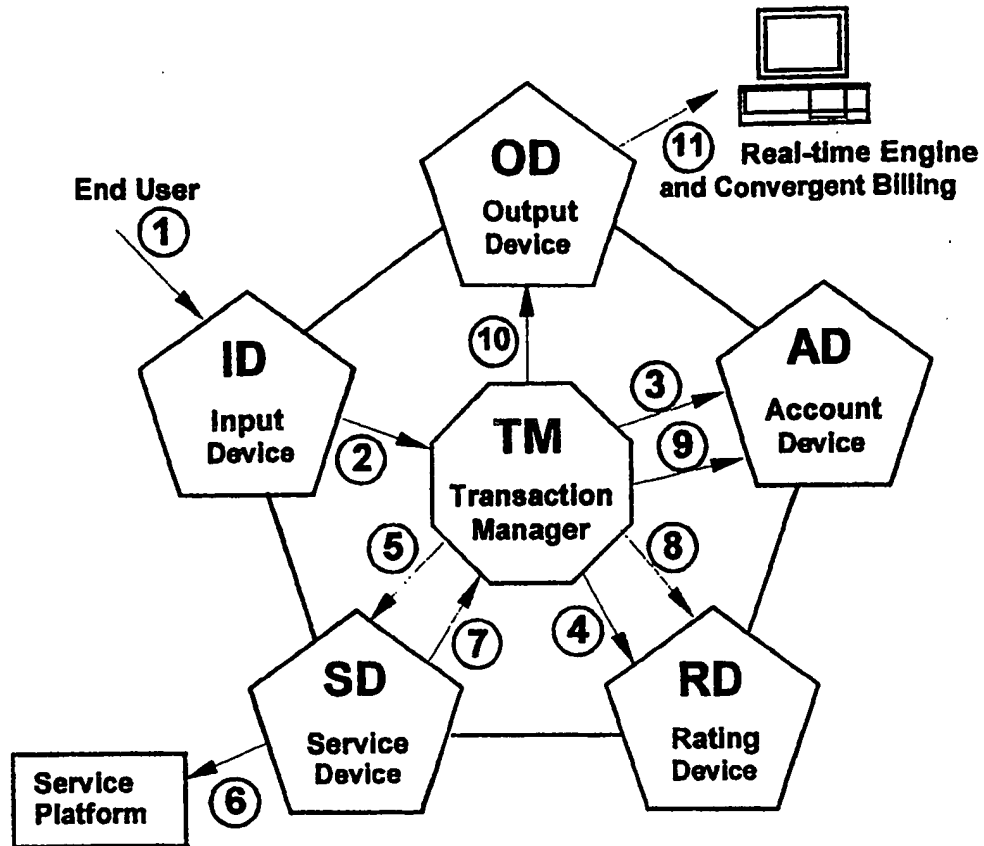 OD
Output
Device
11
Real-time Engine
and Convergent Billing
End User
1
ID
Input
Device
2
10
TM
Transaction
Manager
3
9
AD
Account
Device
5
7
4
8
SD
Service
Device
RD
Rating
Device
Service
Platform
6